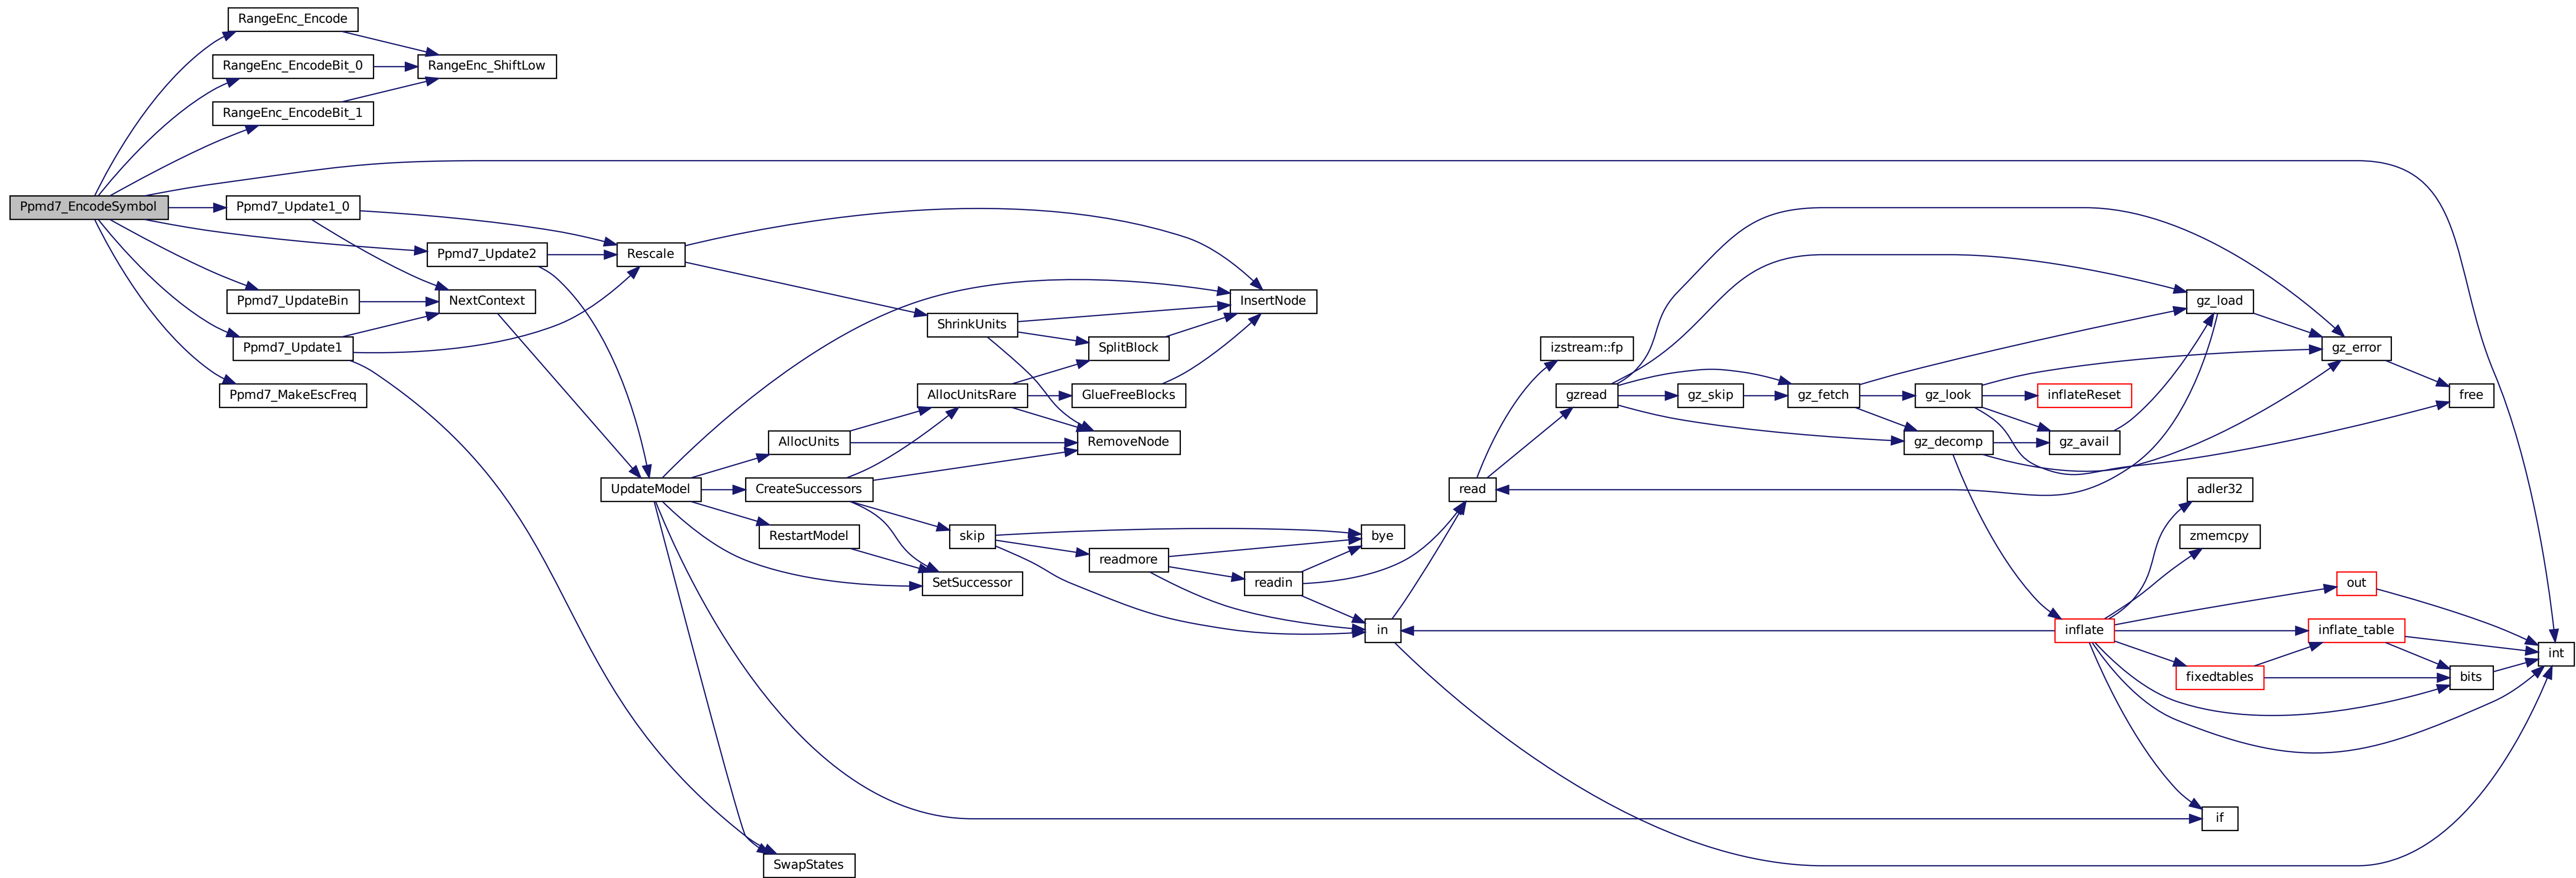 RangeEnc_Encode
RangeEnc_EncodeBit_0
RangeEnc_ShiftLow
RangeEnc_EncodeBit_1
Ppmd7_EncodeSymbol
Ppmd7_Update1_0
Ppmd7_Update2
Rescale
Ppmd7_UpdateBin
NextContext
InsertNode
gz_load
ShrinkUnits
Ppmd7_Update1
SplitBlock
izstream::fp
gz_error
Ppmd7_MakeEscFreq
AllocUnitsRare
GlueFreeBlocks
gzread
gz_skip
gz_fetch
gz_look
inflateReset
free
AllocUnits
RemoveNode
gz_decomp
gz_avail
UpdateModel
CreateSuccessors
read
adler32
RestartModel
skip
bye
zmemcpy
readmore
SetSuccessor
readin
out
in
inflate
inflate_table
int
fixedtables
bits
if
SwapStates